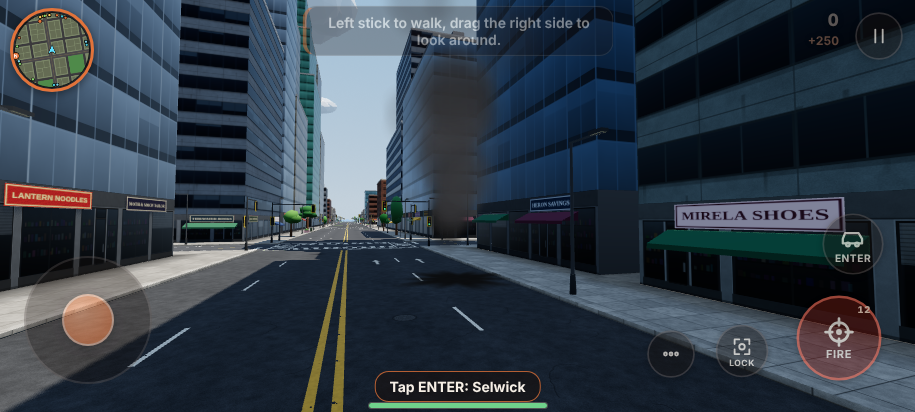 Left stick to walk, drag the right side to
look around.
0
+250
LANTERN NOODLES
HERON SAVINGS
MIRELA SHOES
ENTER
12
FIRE
LOCK
Tap ENTER: Selwick